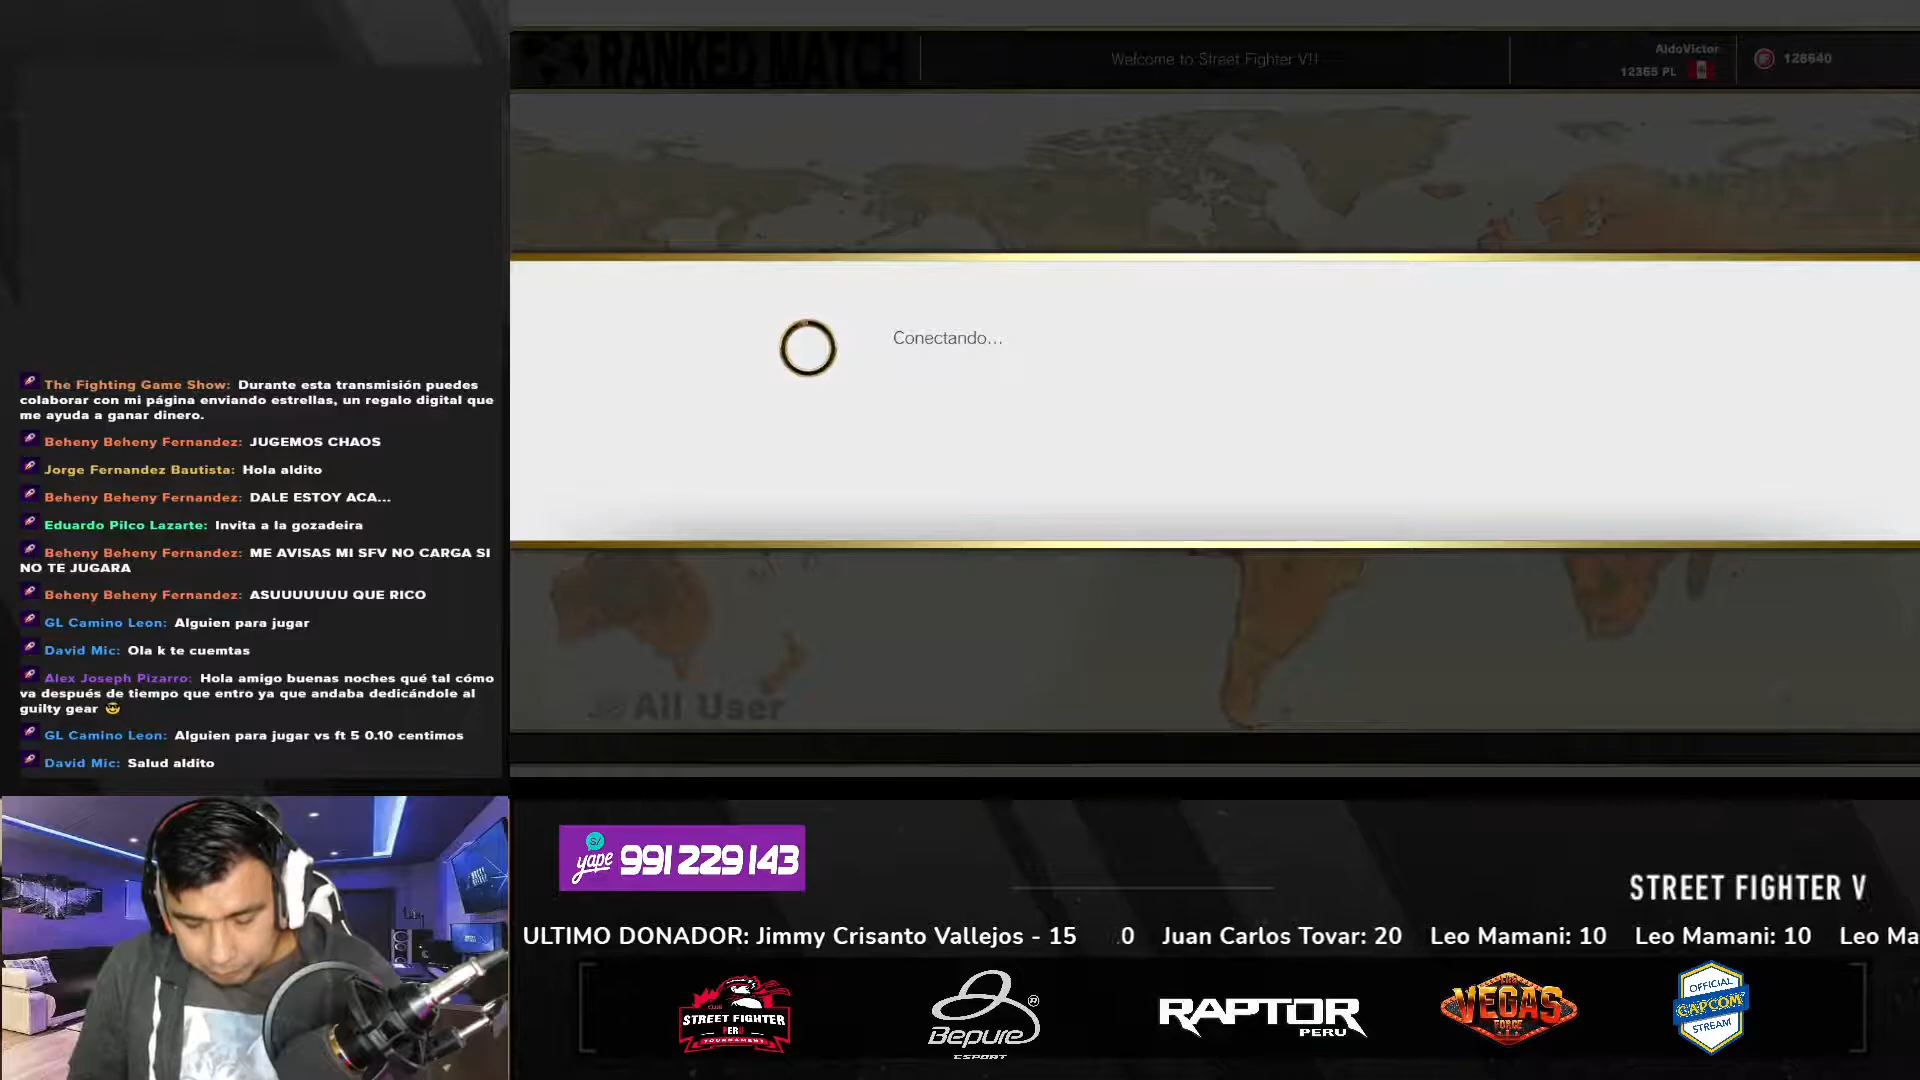 RANKED MATCH
Welcome to Street Fighter V!!
AldoVictor
12365 PL
128640
Conectando...
All User
The Fighting Game Show: Durante esta transmisión puedes
colaborar con mi página enviando estrellas, un regalo digital que
me ayuda a ganar dinero.
Beheny Beheny Fernandez: JUGEMOS CHAOS
Jorge Fernandez Bautista: Hola aldito
Beheny Beheny Fernandez: DALE ESTOY ACA...
Eduardo Pilco Lazarte: Invita a la gozadeira
Beheny Beheny Fernandez: ME AVISAS MI SFV NO CARGA SI
NO TE JUGARA
Beheny Beheny Fernandez: ASUUUUUUU QUE RICO
GL Camino Leon: Alguien para jugar
David Mic: Ola k te cuemtas
Alex Joseph Pizarro: Hola amigo buenas noches qué tal cómo
va después de tiempo que entro ya que andaba dedicándole al
guilty gear 😎
GL Camino Leon: Alguien para jugar vs ft 5 0.10 centimos
David Mic: Salud aldito
S/
yape 991 229 143
STREET FIGHTER V
ULTIMO DONADOR: Jimmy Crisanto Vallejos - 15
.0 Juan Carlos Tovar: 20 Leo Mamani: 10 Leo Mamani: 10 Leo Ma
CLUB
STREET FIGHTER
PERU
TOURNAMENT
Bepure ®
ESPORT
RAPTOR
PERU
VEGAS
FORCE
OFFICIAL
CAPCOM
STREAM